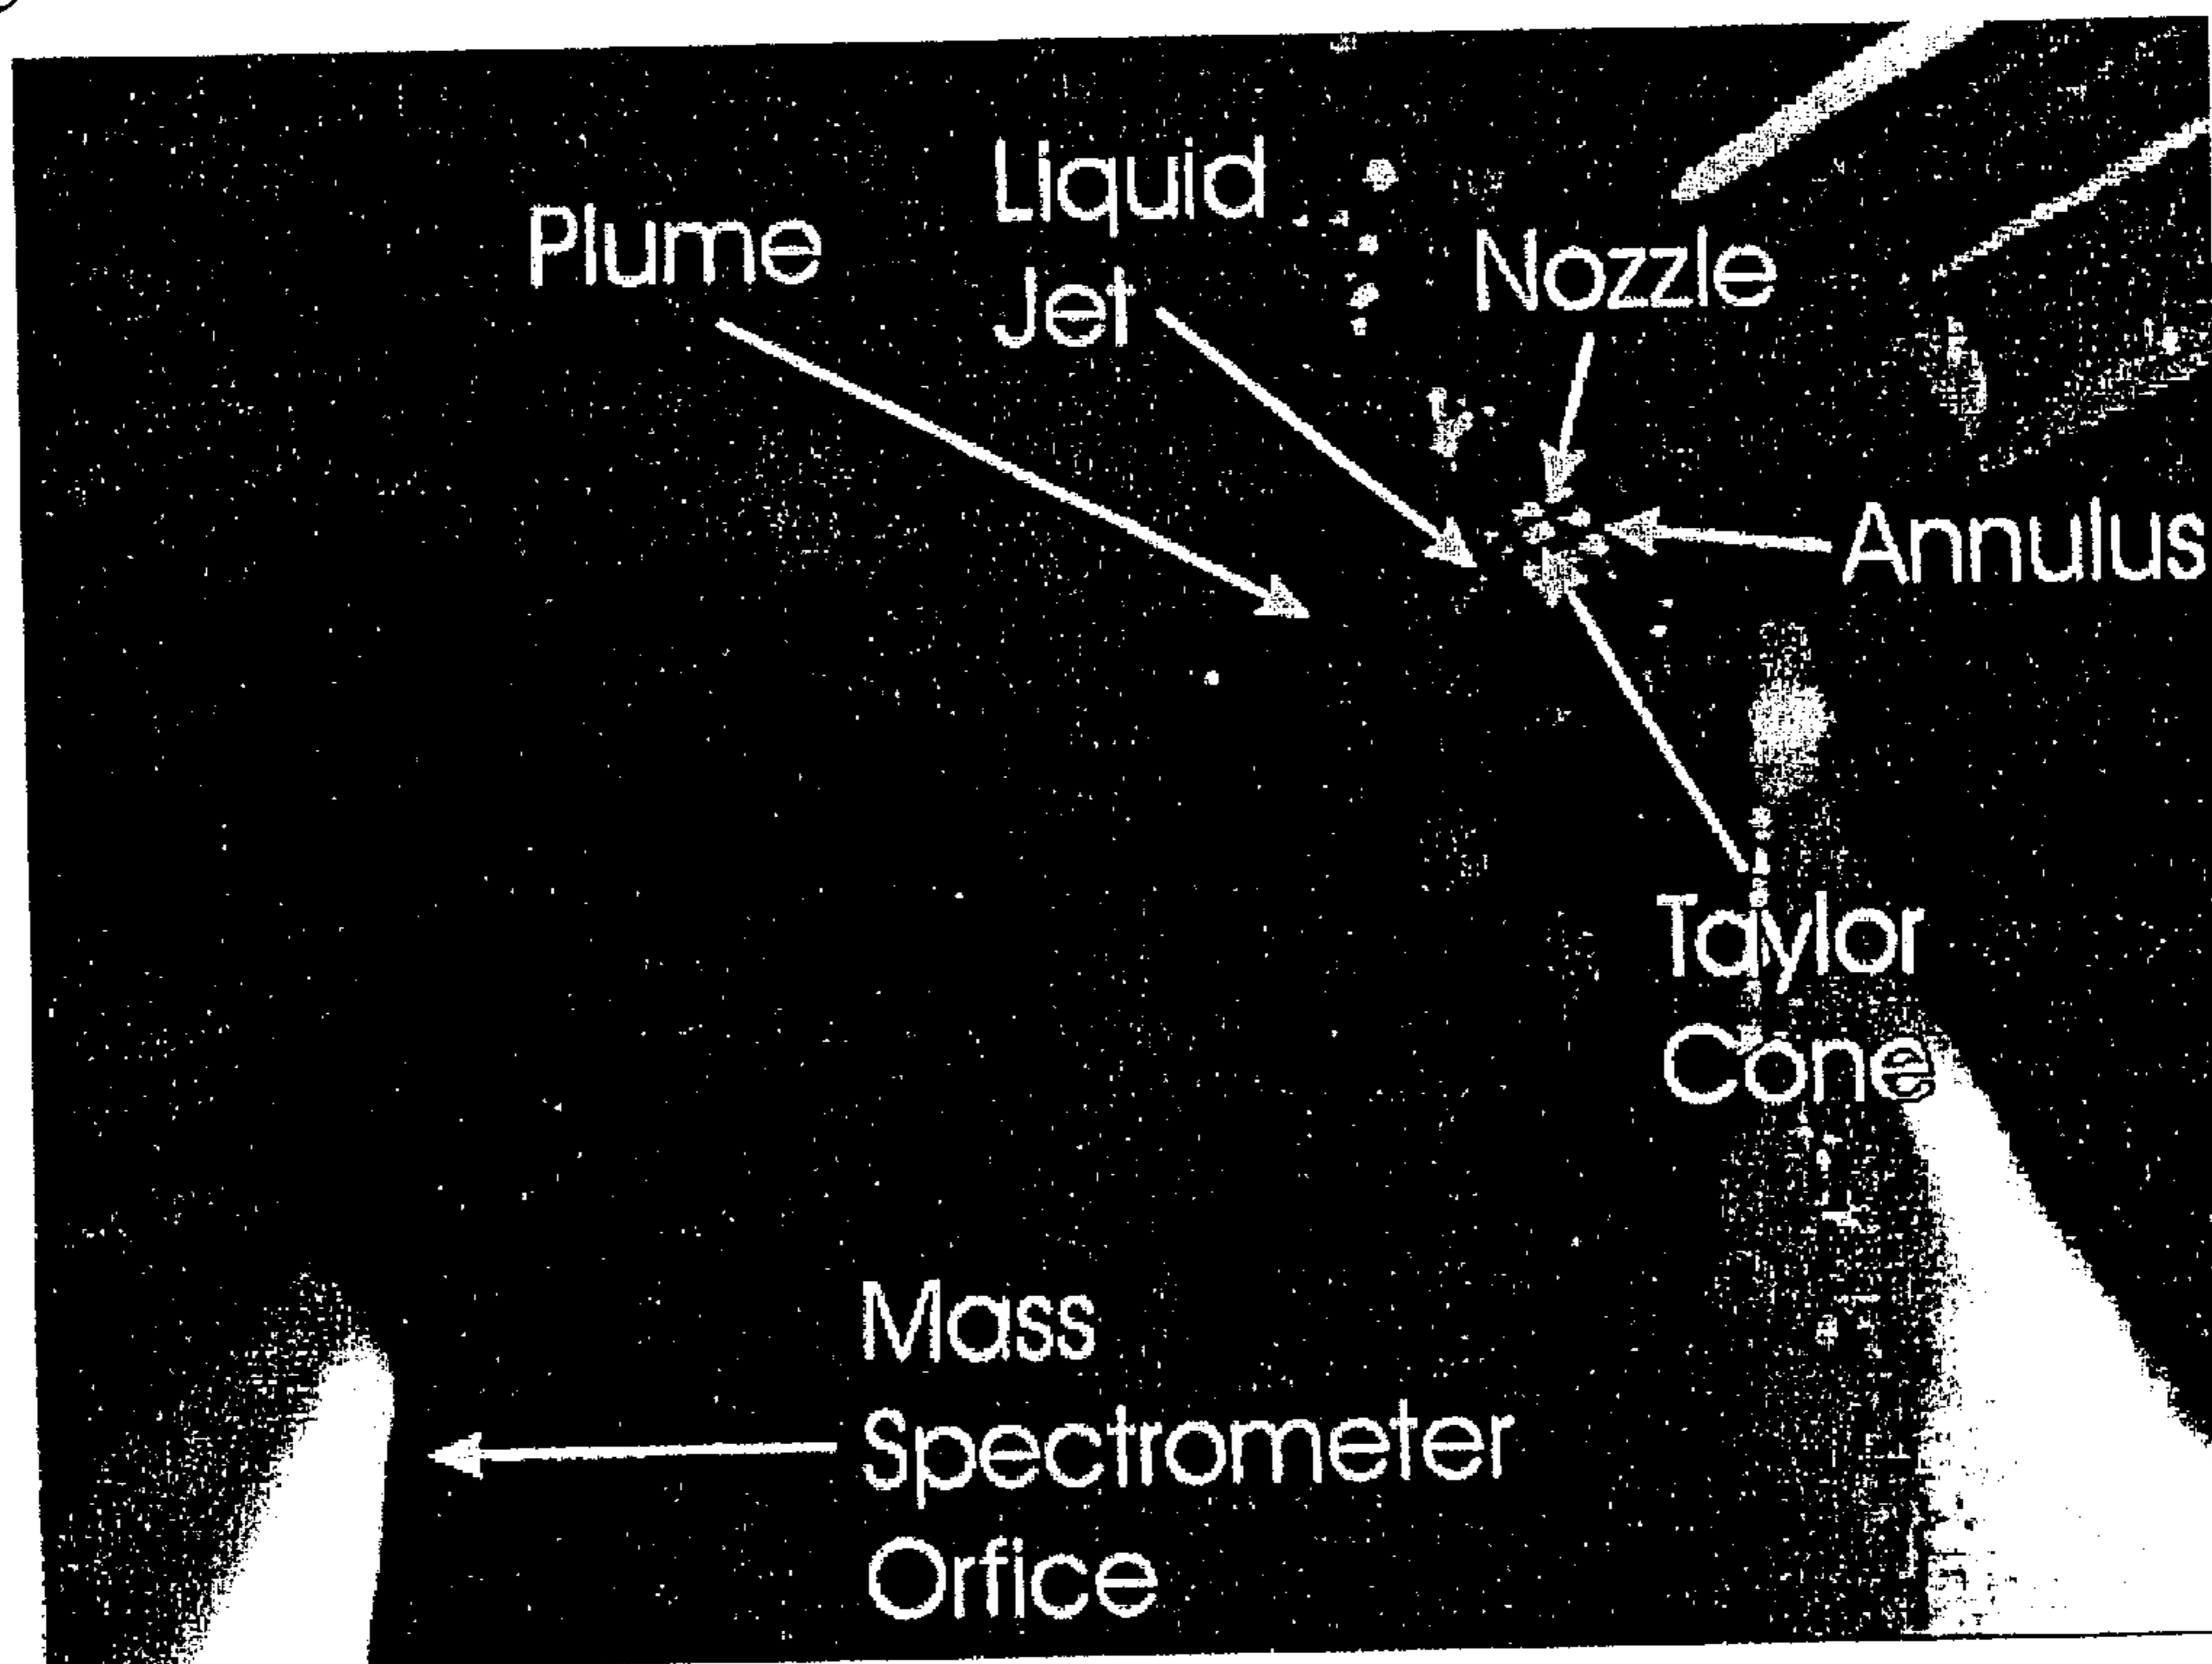 Plume
Liquid
Jet
Nozzle
Annulus
Taylor
Cone
Mass
Spectrometer
Orfice